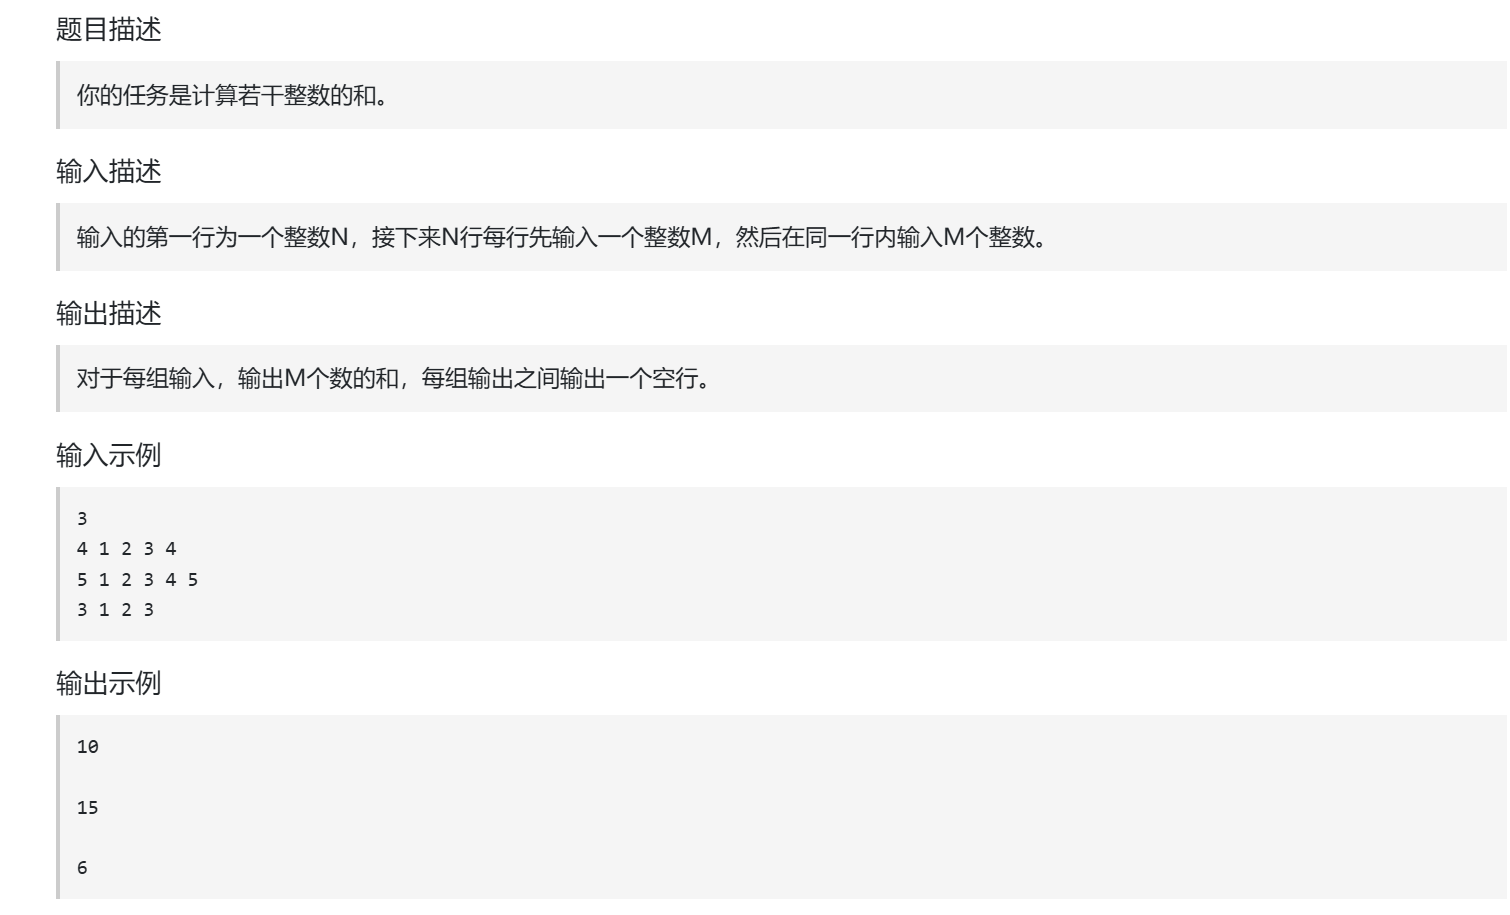 题目描述
你的任务是计算若干整数的和。
输入描述
输入的第一行为一个整数N，接下来N行每行先输入一个整数M，然后在同一行内输入M个整数。
输出描述
对于每组输入，输出M个数的和，每组输出之间输出一个空行。
输入示例
3
4 1 2 3 4
5 1 2 3 4 5
3 1 2 3
输出示例
10
15
6